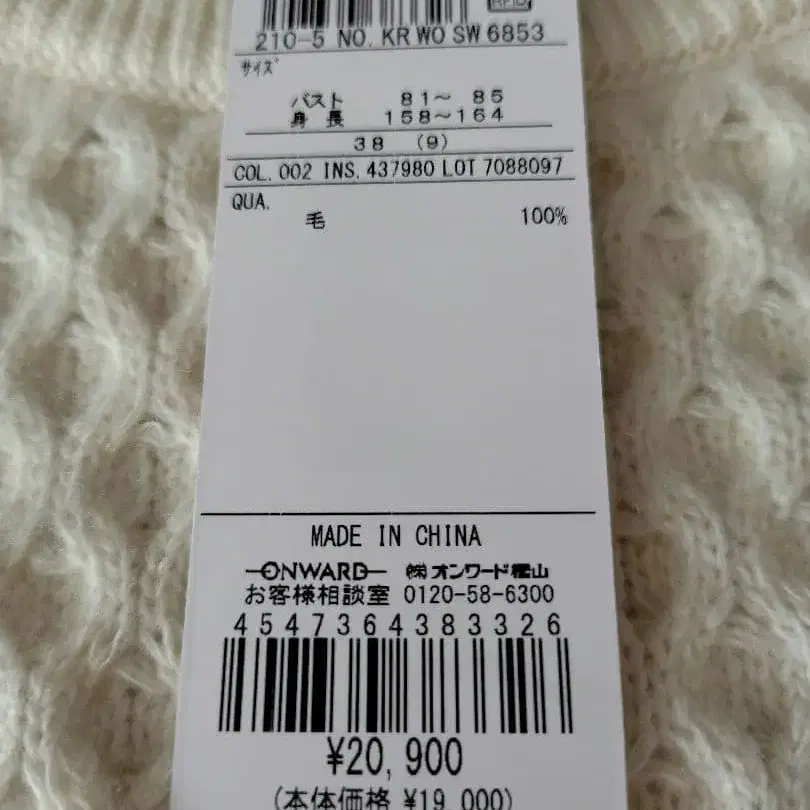 RFID
210-5 NO. KR WO SW 6853
サイズ
バスト 81～ 85
身長 158～164
38 (9)
COL. 002 INS. 437980 LOT 7088097
QUA.
毛 100%
MADE IN CHINA
ONWARD ㈱オンワード樫山
お客様相談室 0120-58-6300
4547364383326
¥20,900
(本体価格 ¥19,000)